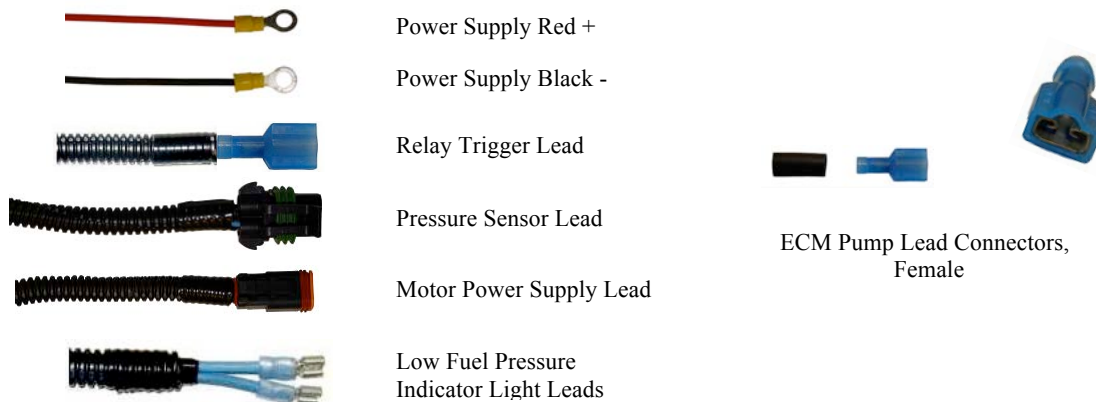 Power Supply Red +
Power Supply Black -
Relay Trigger Lead
Pressure Sensor Lead
Motor Power Supply Lead
Low Fuel Pressure
Indicator Light Leads
ECM Pump Lead Connectors,
Female